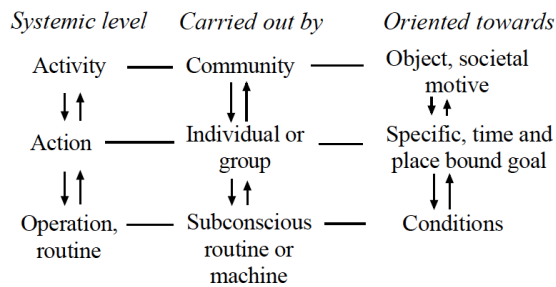 Systemic level
Carried out by
Oriented towards
Activity
Community
Object, societal
motive
Action
Individual or
group
Specific, time and
place bound goal
Operation,
routine
Subconscious
routine or
machine
Conditions